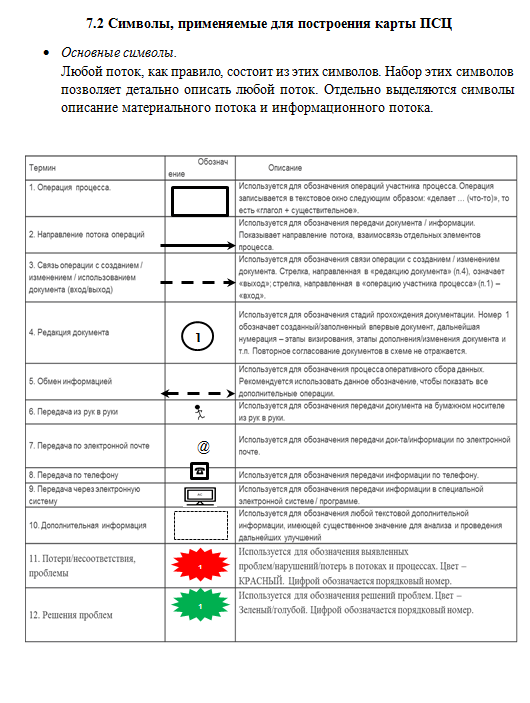 7.2 Символы, применяемые для построения карты ПСЦ
• Основные символы.
Любой поток, как правило, состоит из этих символов. Набор этих символов
позволяет детально описать любой поток. Отдельно выделяются символы
описание материального потока и информационного потока.
Термин
Обознач
ение
Описание
1. Операция процесса.
Используется для обозначения операций участника процесса. Операция
записывается в текстовое окно следующим образом: «делает … (что-то)», то
есть «глагол + существительное».
2. Направление потока операций
Используется для обозначения передачи документа / информации.
Показывает направление потока, взаимосвязь отдельных элементов
процесса.
3. Связь операции с созданием /
изменением / использованием
документа (вход/выход)
Используется для обозначения связи операции с созданием / изменением
документа. Стрелка, направленная в «редакцию документа» (п.4), означает
«выход»; стрелка, направленная в «операцию участника процесса» (п.1) –
«вход».
4. Редакция документа
1
Используется для обозначения стадий прохождения документации. Номер 1
обозначает созданный/заполненный впервые документ, дальнейшая
нумерация – этапы визирования, этапы дополнения/изменения документа и
т.п. Повторное согласование документов в схеме не отражается.
5. Обмен информацией
Используется для обозначения процесса оперативного сбора данных.
Рекомендуется использовать данное обозначение, чтобы показать все
дополнительные операции.
6. Передача из рук в руки
Используется для обозначения передачи документа на бумажном носителе
из рук в руки.
7. Передача по электронной почте
@
Используется для обозначения передачи док-та/информации по электронной
почте.
8. Передача по телефону
Используется для обозначения передачи информации по телефону.
9. Передача через электронную
систему
Используется для обозначения передачи информации в специальной
электронной системе / программе.
10. Дополнительная информация
Используется для обозначения любой текстовой дополнительной
информации, имеющей существенное значение для анализа и проведения
дальнейших улучшений
11. Потери/несоответствия,
проблемы
1
Используется для обозначения выявленных
проблем/нарушений/потерь в потоках и процессах. Цвет –
КРАСНЫЙ. Цифрой обозначается порядковый номер.
12. Решения проблем
1
Используется для обозначения решений проблем. Цвет –
Зеленый/голубой. Цифрой обозначается порядковый номер.